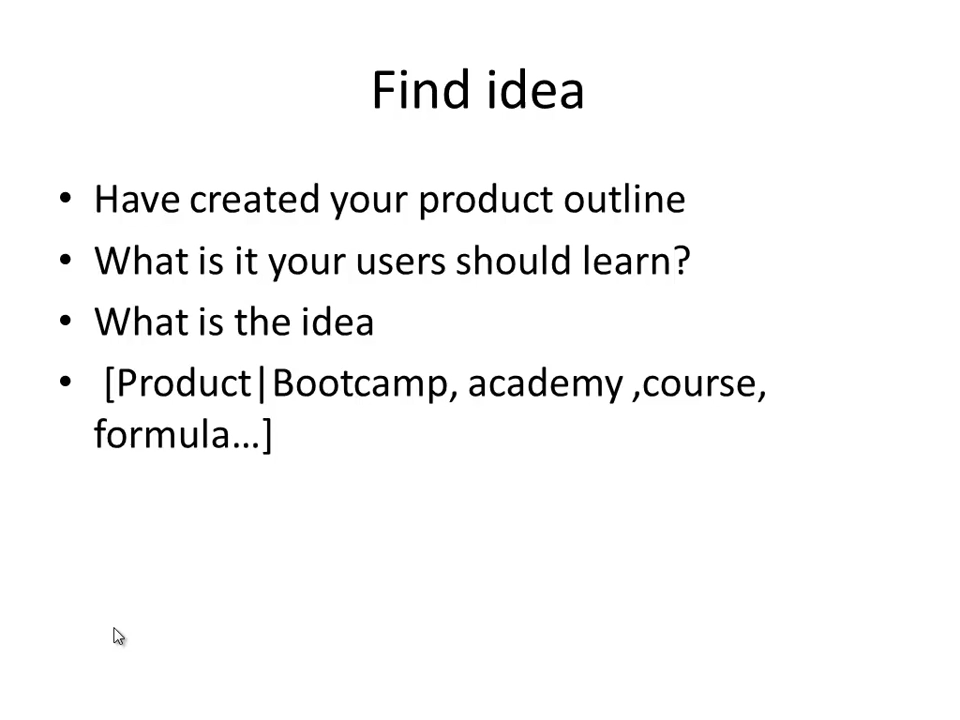 Find idea
• Have created your product outline
• What is it your users should learn?
• What is the idea
• [Product|Bootcamp, academy ,course,
formula…]